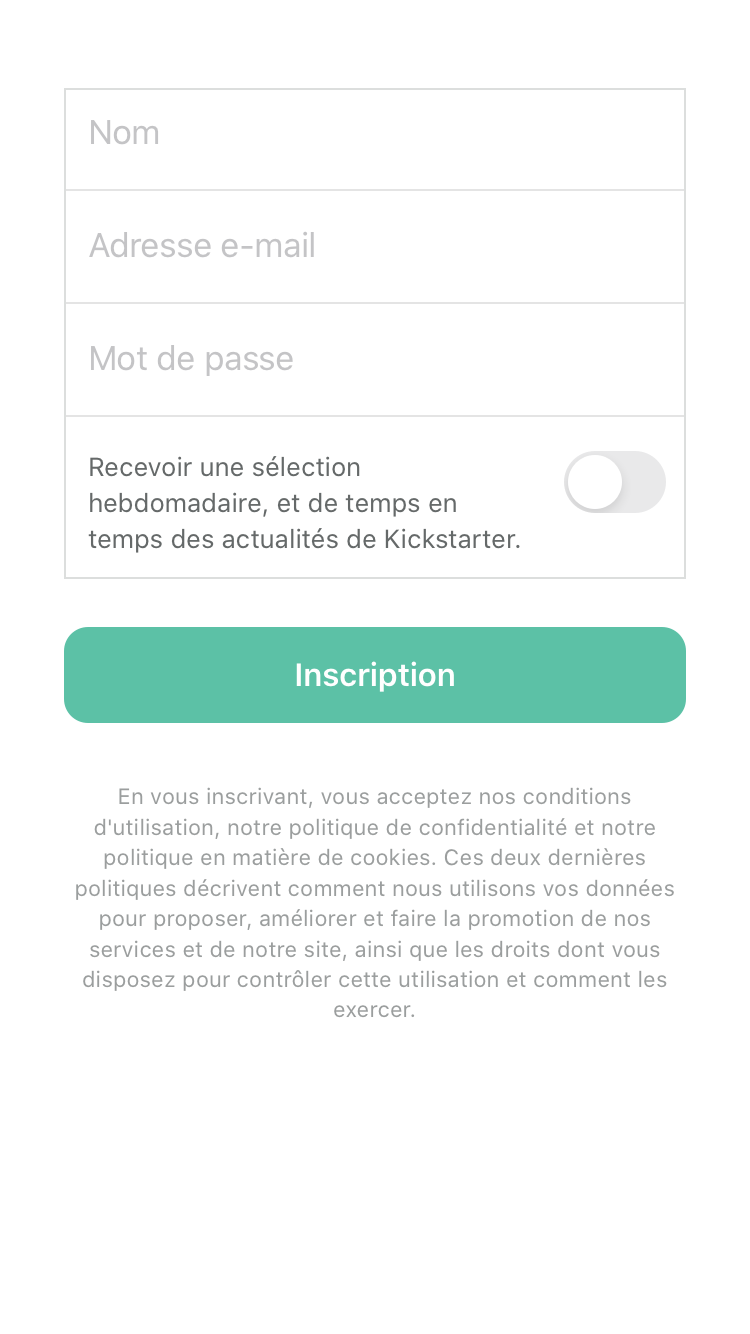 Nom
Adresse e-mail
Mot de passe
Recevoir une sélection
hebdomadaire, et de temps en
temps des actualités de Kickstarter.
Inscription
En vous inscrivant, vous acceptez nos conditions
d'utilisation, notre politique de confidentialité et notre
politique en matière de cookies. Ces deux dernières
politiques décrivent comment nous utilisons vos données
pour proposer, améliorer et faire la promotion de nos
services et de notre site, ainsi que les droits dont vous
disposez pour contrôler cette utilisation et comment les
exercer.